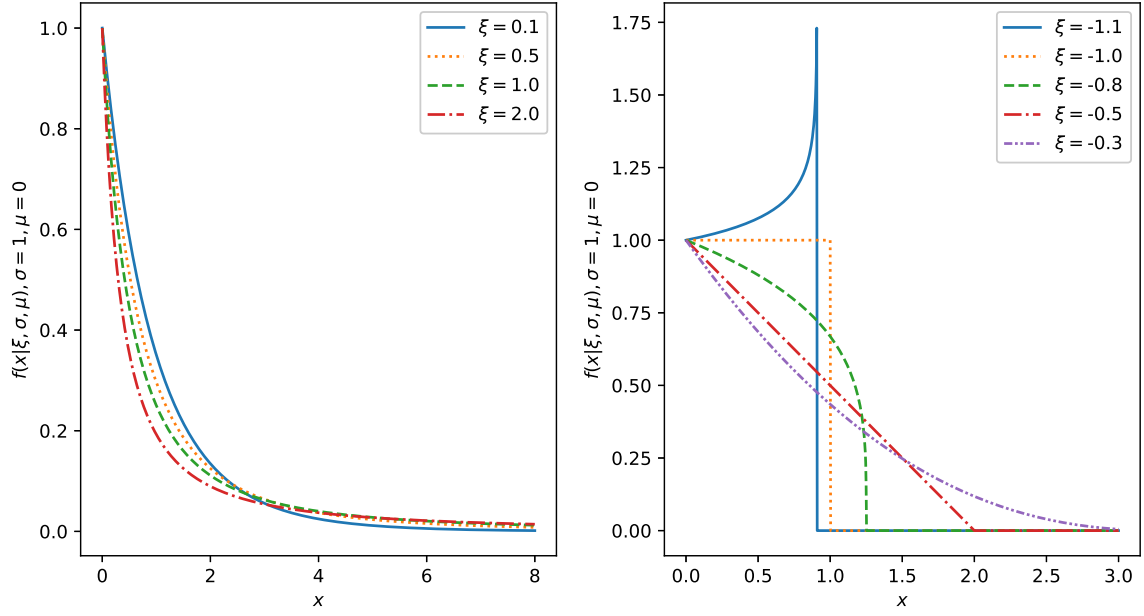 1.0
0.8
0.6
0.4
0.2
0.0
f(x|ξ, σ, μ), σ = 1, μ = 0
ξ = 0.1
ξ = 0.5
ξ = 1.0
ξ = 2.0
0 2 4 6 8
x
1.75
1.50
1.25
1.00
0.75
0.50
0.25
0.00
f(x|ξ, σ, μ), σ = 1, μ = 0
ξ = -1.1
ξ = -1.0
ξ = -0.8
ξ = -0.5
ξ = -0.3
0.0 0.5 1.0 1.5 2.0 2.5 3.0
x